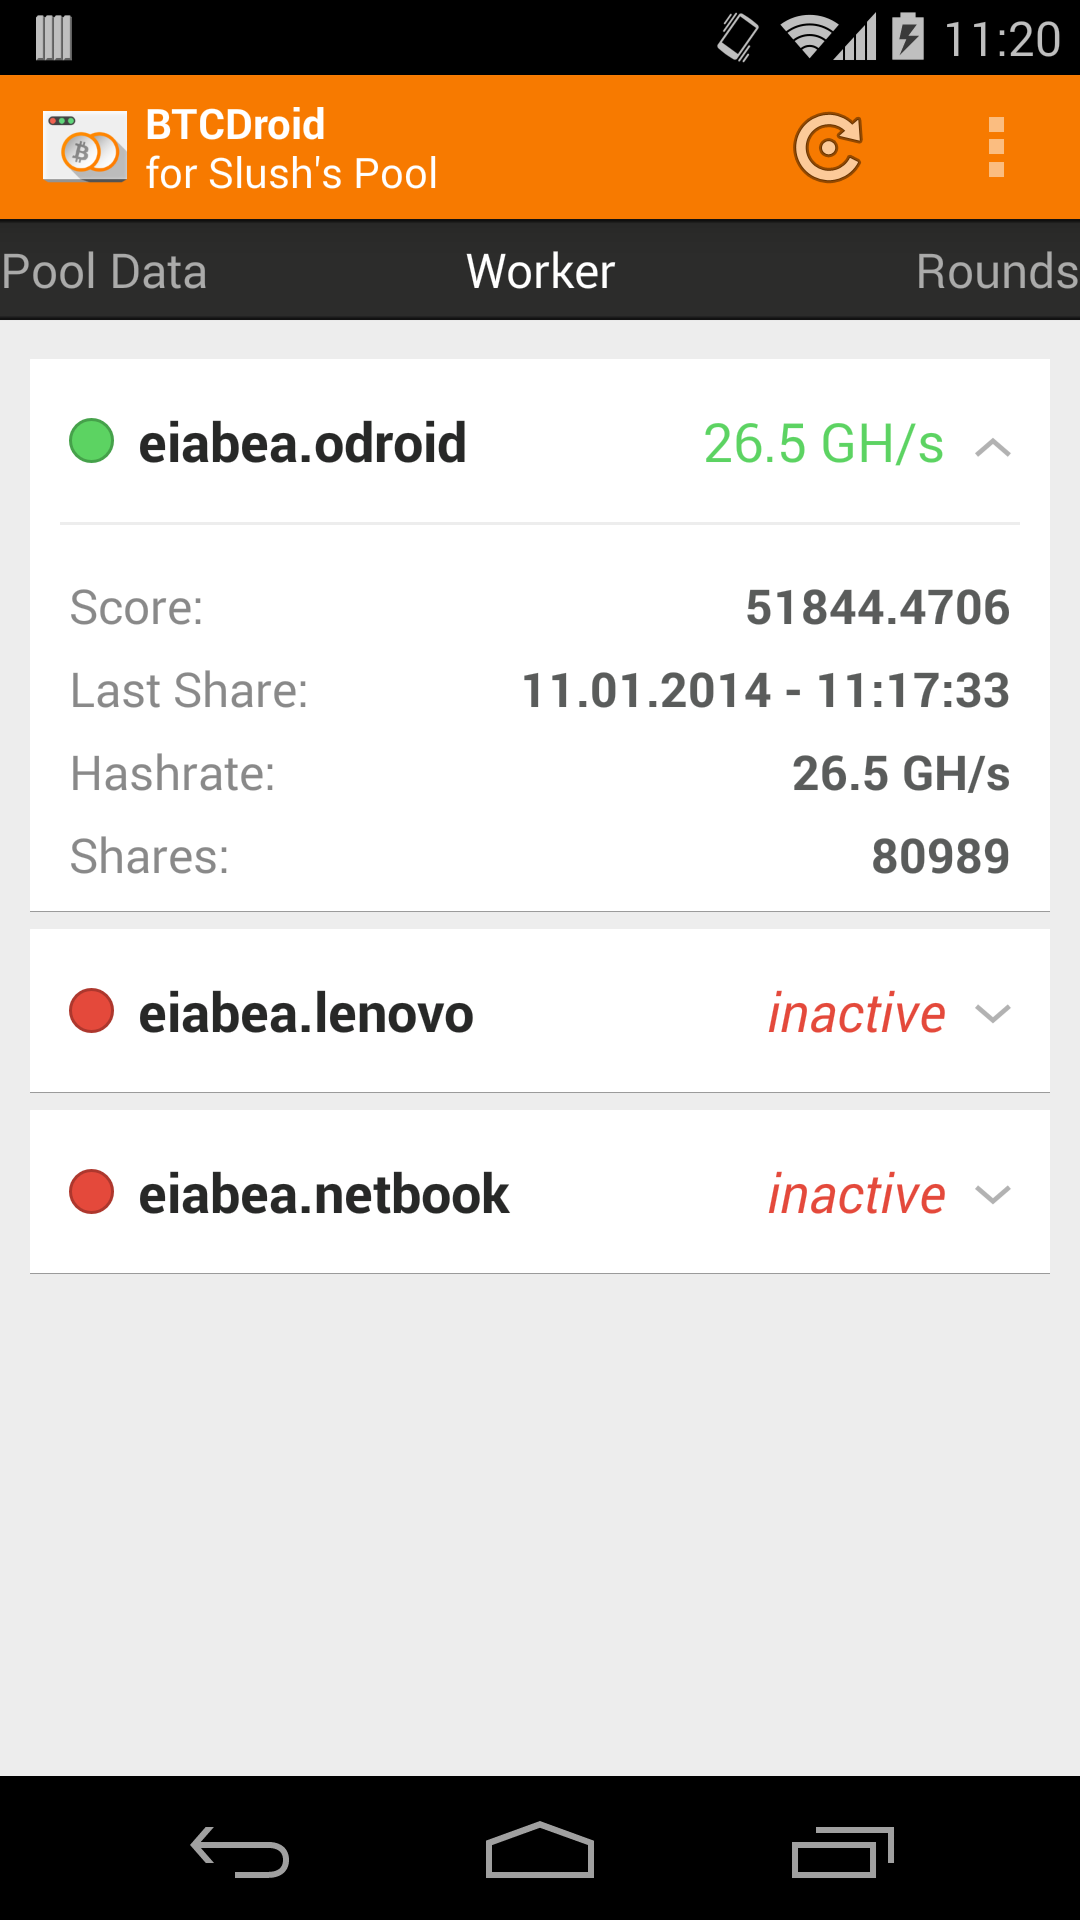 11:20
BTCDroid
for Slush's Pool
Pool Data Worker Rounds
eiabea.odroid 26.5 GH/s
Score: 51844.4706
Last Share: 11.01.2014 - 11:17:33
Hashrate: 26.5 GH/s
Shares: 80989
eiabea.lenovo inactive
eiabea.netbook inactive